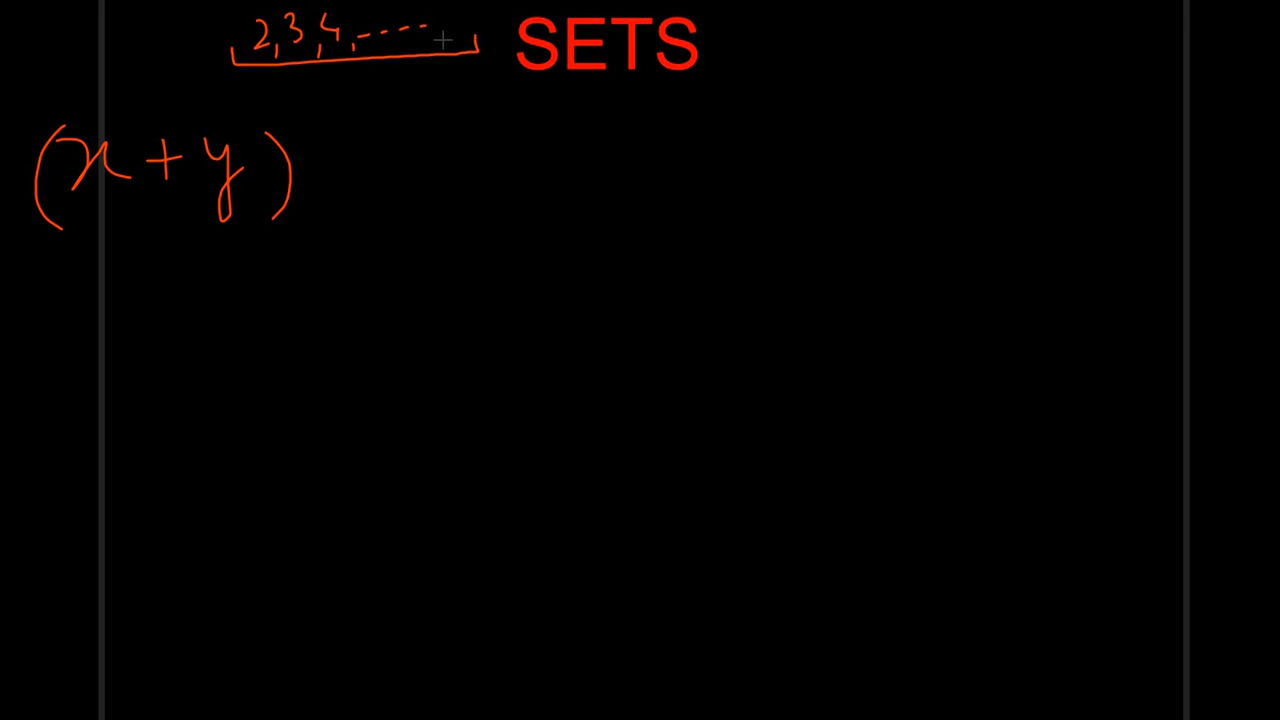 2,3,4,----- SETS
(x+y)